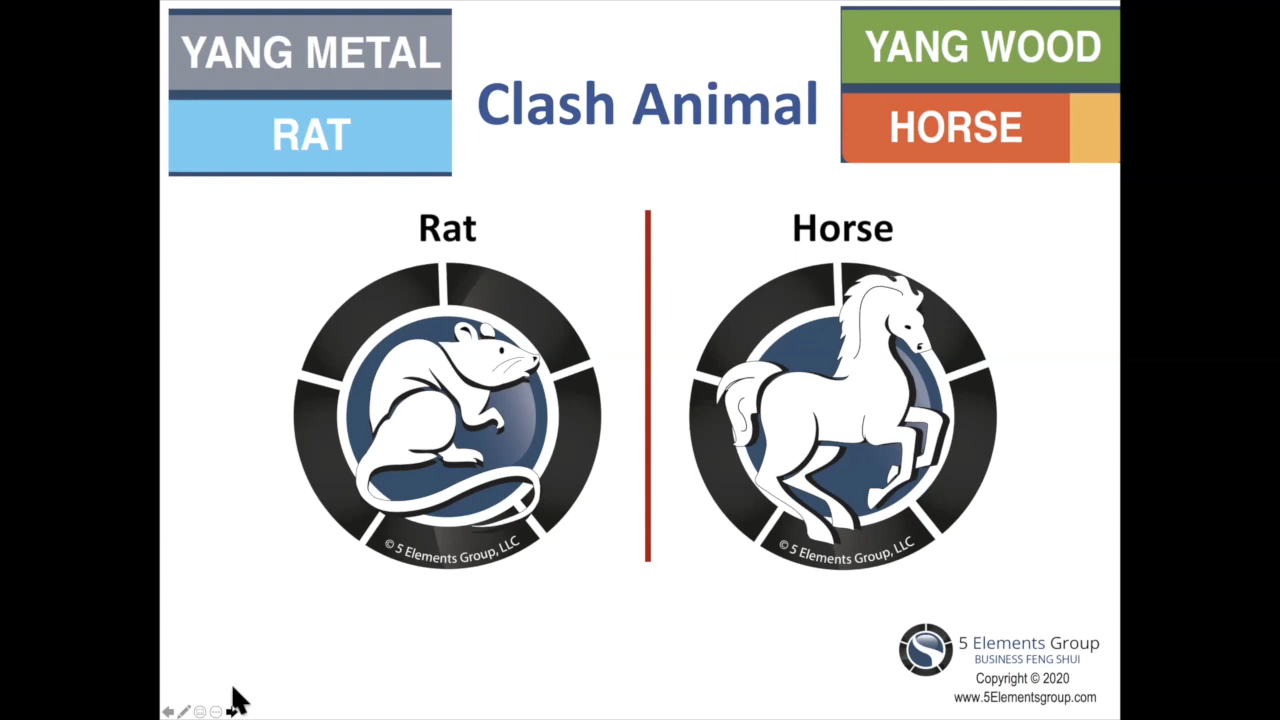 YANG METAL
RAT
Clash Animal
YANG WOOD
HORSE
Rat
Horse
© 5 Elements Group, LLC
© 5 Elements Group, LLC
5 Elements Group
BUSINESS FENG SHUI
Copyright © 2020
www.5Elementsgroup.com